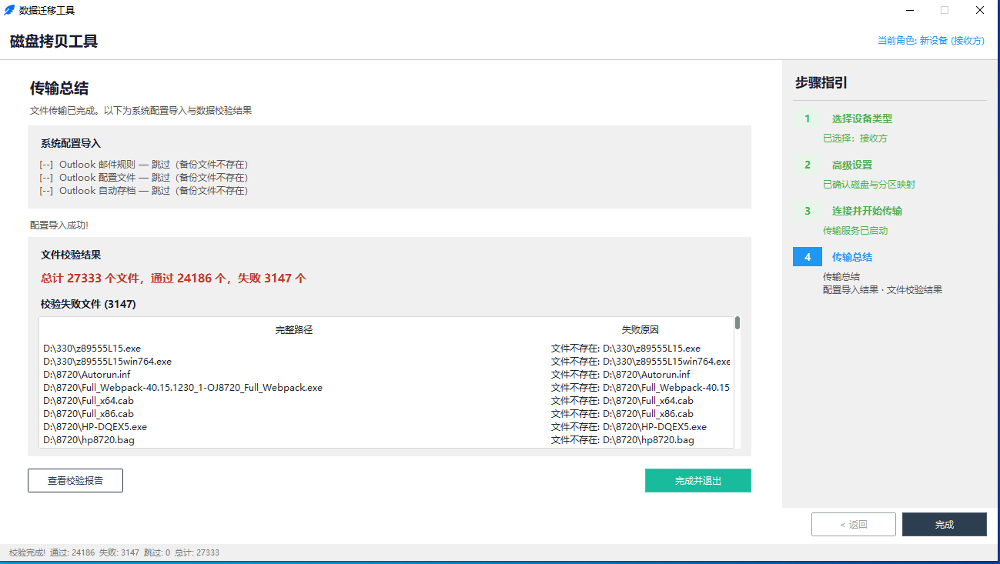 数据迁移工具
磁盘拷贝工具
当前角色: 新设备 (接收方)
传输总结
文件传输已完成。以下为系统配置导入与数据校验结果
系统配置导入
[--] Outlook 邮件规则 — 跳过（备份文件不存在）
[--] Outlook 配置文件 — 跳过（备份文件不存在）
[--] Outlook 自动存档 — 跳过（备份文件不存在）
配置导入成功!
文件校验结果
总计 27333 个文件，通过 24186 个，失败 3147 个
校验失败文件 (3147)
完整路径 失败原因
D:\330\z89555L15.exe 文件不存在: D:\330\z89555L15.exe
D:\330\z89555L15win764.exe 文件不存在: D:\330\z89555L15win764.exe
D:\8720\Autorun.inf 文件不存在: D:\8720\Autorun.inf
D:\8720\Full_Webpack-40.15.1230_1-OJ8720_Full_Webpack.exe 文件不存在: D:\8720\Full_Webpack-40.15
D:\8720\Full_x64.cab 文件不存在: D:\8720\Full_x64.cab
D:\8720\Full_x86.cab 文件不存在: D:\8720\Full_x86.cab
D:\8720\HP-DQEX5.exe 文件不存在: D:\8720\HP-DQEX5.exe
D:\8720\hp8720.bag 文件不存在: D:\8720\hp8720.bag
查看校验报告
完成并退出
步骤指引
1 选择设备类型
已选择：接收方
2 高级设置
已确认磁盘与分区映射
3 连接并开始传输
传输服务已启动
4 传输总结
传输总结
配置导入结果 · 文件校验结果
< 返回
完成
校验完成! 通过: 24186 失败: 3147 跳过: 0 总计: 27333